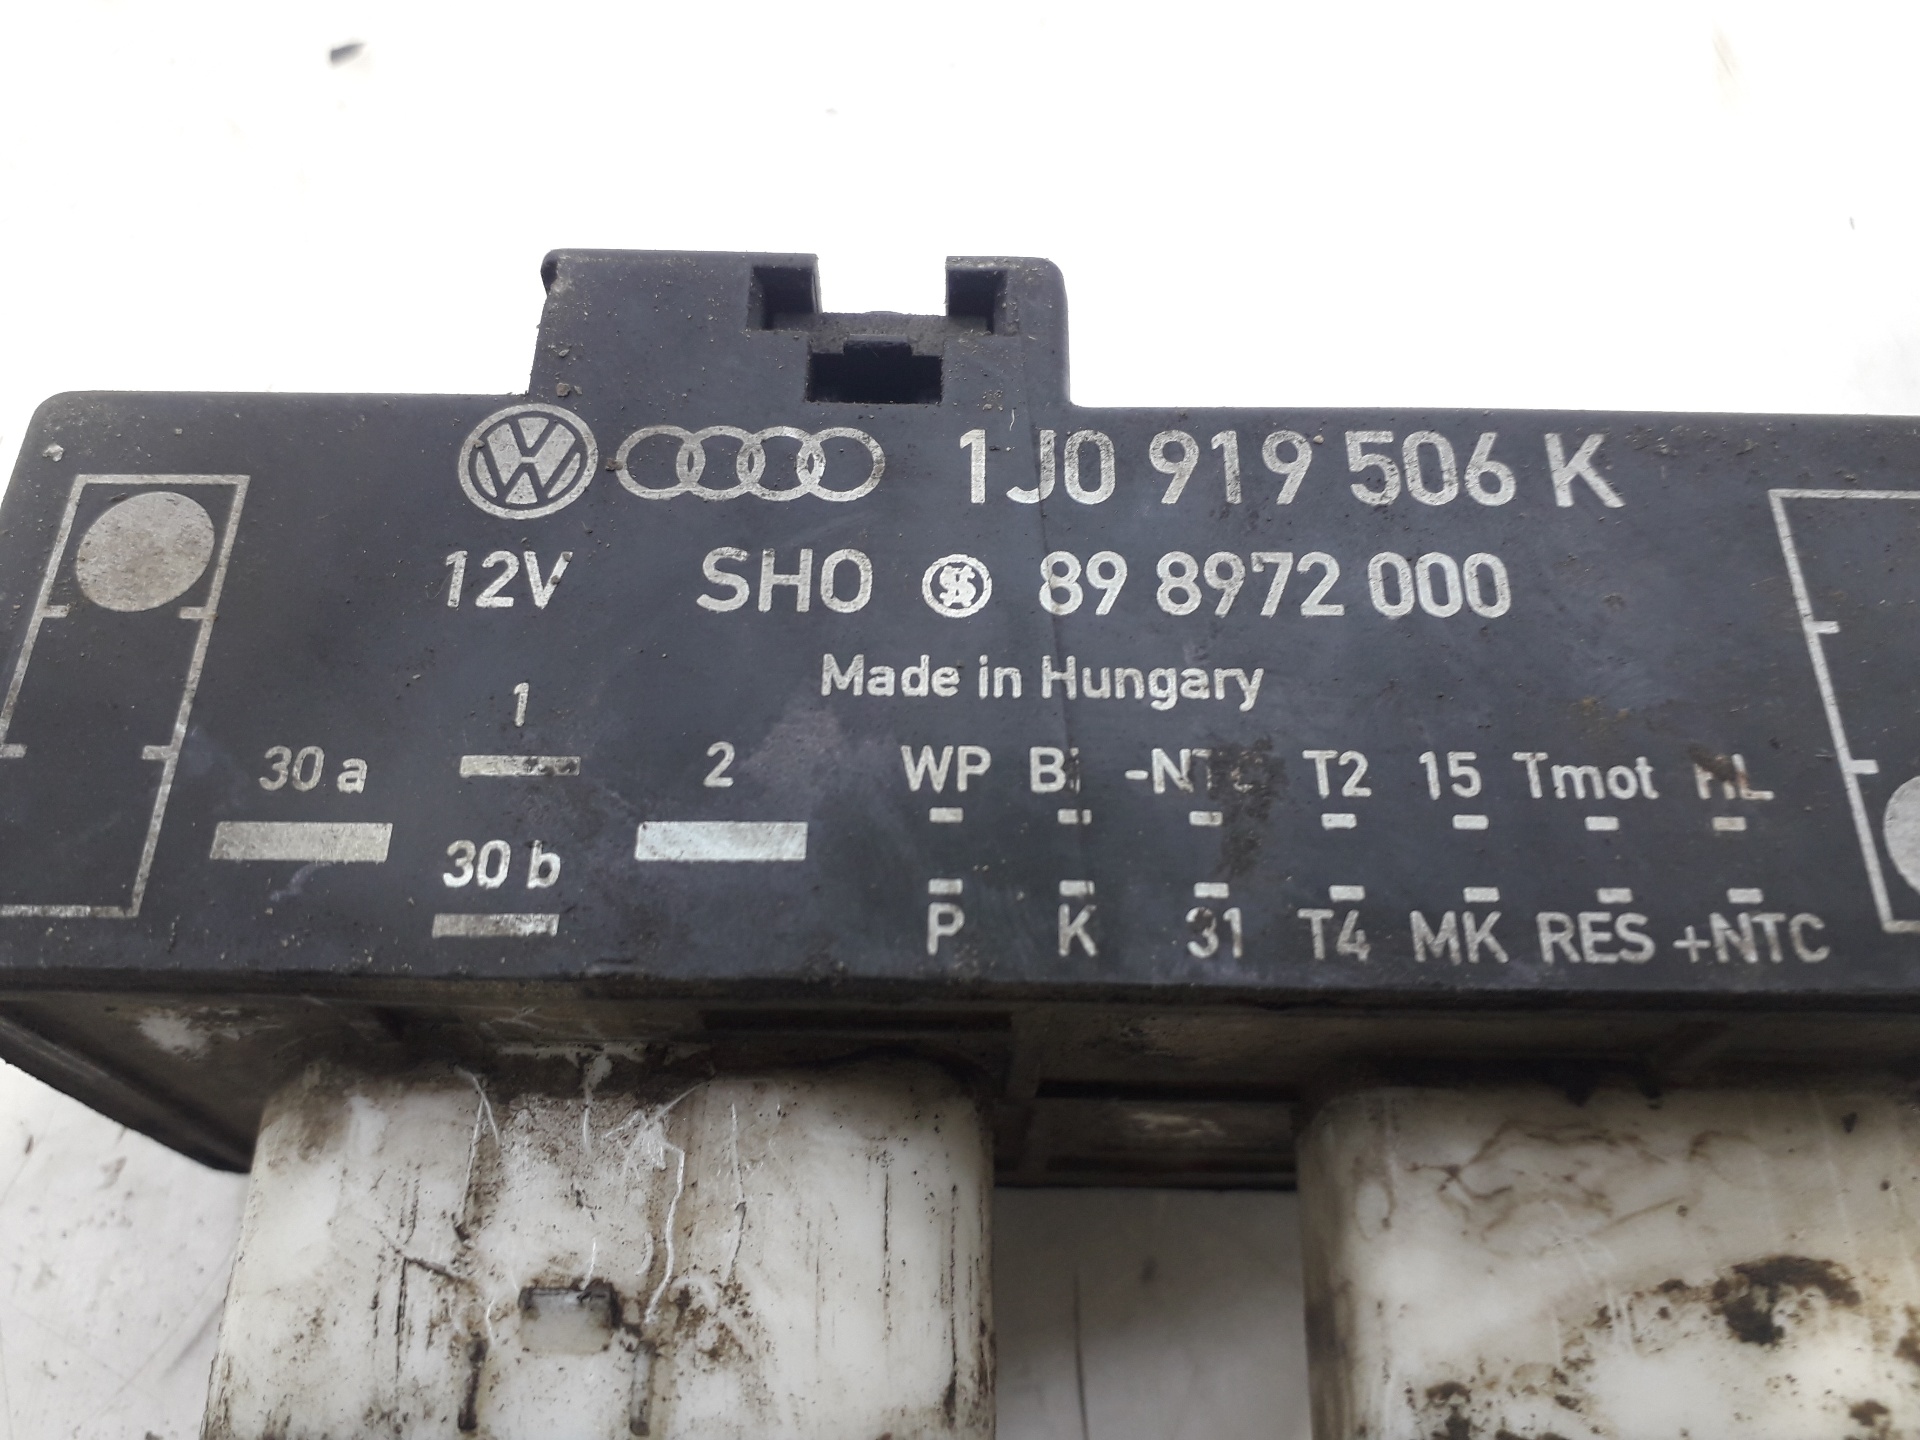 1J0 919 506 K
12V SHO 89 8972 000
Made in Hungary
1
30 a 2 WP -NTC T2 15 Tmot
30 b
P K 31 T4 MK RES +NTC